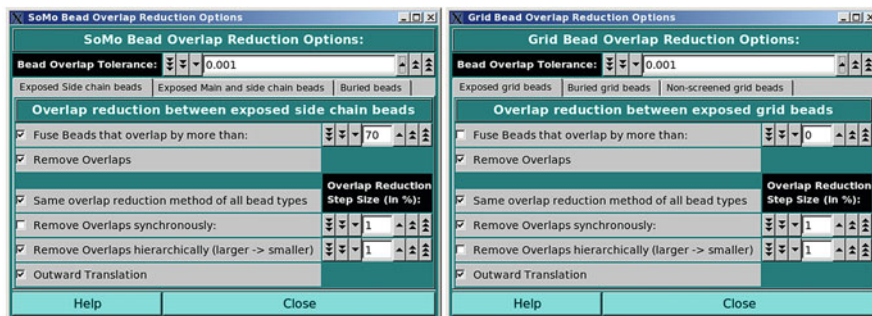 SoMo Bead Overlap Reduction Options
SoMo Bead Overlap Reduction Options:
Bead Overlap Tolerance: 0.001
Exposed Side chain beads Exposed Main and side chain beads Buried beads
Overlap reduction between exposed side chain beads
Fuse Beads that overlap by more than: 70
Remove Overlaps
Overlap Reduction
Same overlap reduction method of all bead types Step Size (in %):
Remove Overlaps synchronously: 1
Remove Overlaps hierarchically (larger -> smaller) 1
Outward Translation
Help Close
Grid Bead Overlap Reduction Options
Grid Bead Overlap Reduction Options:
Bead Overlap Tolerance: 0.001
Exposed grid beads Buried grid beads Non-screened grid beads
Overlap reduction between exposed grid beads
Fuse Beads that overlap by more than: 0
Remove Overlaps
Overlap Reduction
Same overlap reduction method of all bead types Step Size (in %):
Remove Overlaps synchronously: 1
Remove Overlaps hierarchically (larger -> smaller) 1
Outward Translation
Help Close